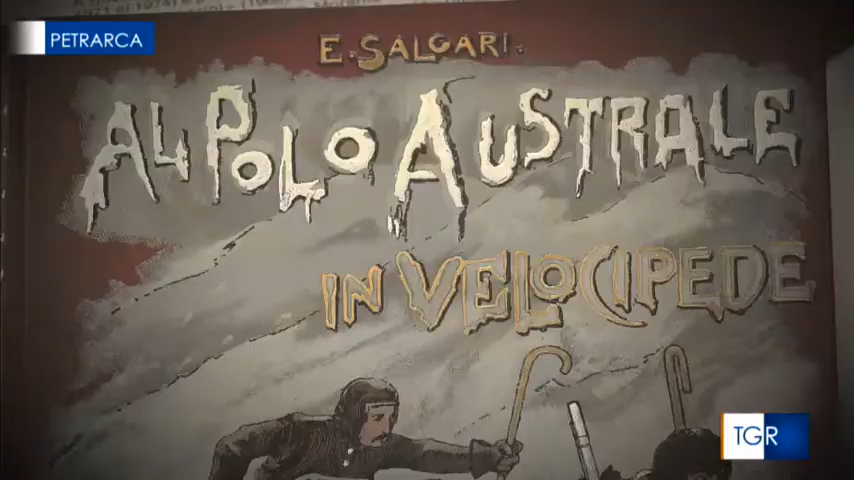 PETRARCA
E. SALGARI.
AL POLO AUSTRALE
IN VELOCIPEDE
TGR